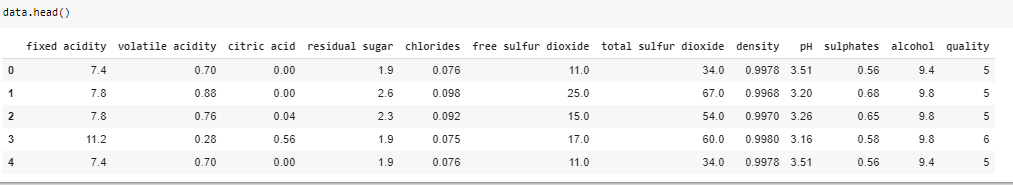 data.head()
fixed acidity volatile acidity citric acid residual sugar chlorides free sulfur dioxide total sulfur dioxide density pH sulphates alcohol quality
0 7.4 0.70 0.00 1.9 0.076 11.0 34.0 0.9978 3.51 0.56 9.4 5
1 7.8 0.88 0.00 2.6 0.098 25.0 67.0 0.9968 3.20 0.68 9.8 5
2 7.8 0.76 0.04 2.3 0.092 15.0 54.0 0.9970 3.26 0.65 9.8 5
3 11.2 0.28 0.56 1.9 0.075 17.0 60.0 0.9980 3.16 0.58 9.8 6
4 7.4 0.70 0.00 1.9 0.076 11.0 34.0 0.9978 3.51 0.56 9.4 5